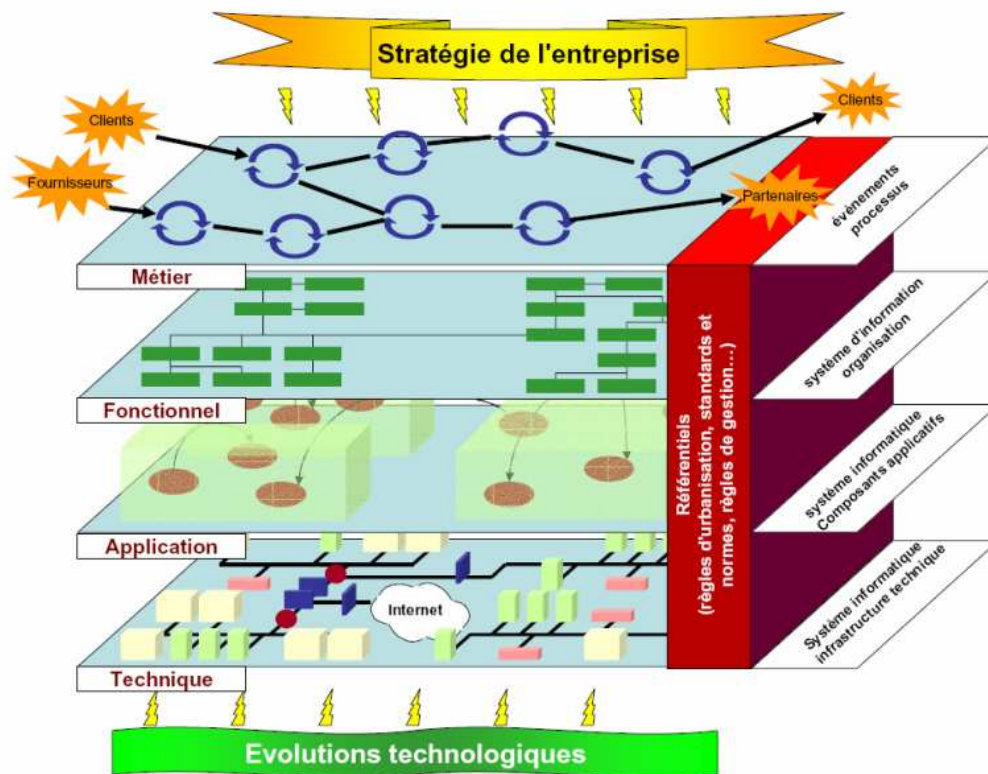 Stratégie de l'entreprise
Clients
Clients
Fournisseurs
Partenaires
évènements
processus
Métier
système d'information
organisation
Fonctionnel
Référentiels
(règles d'urbanisation, standards et
normes, règles de gestion...)
système informatique
Composants applicatifs
Application
Internet
Système informatique
infrastructure technique
Technique
Evolutions technologiques